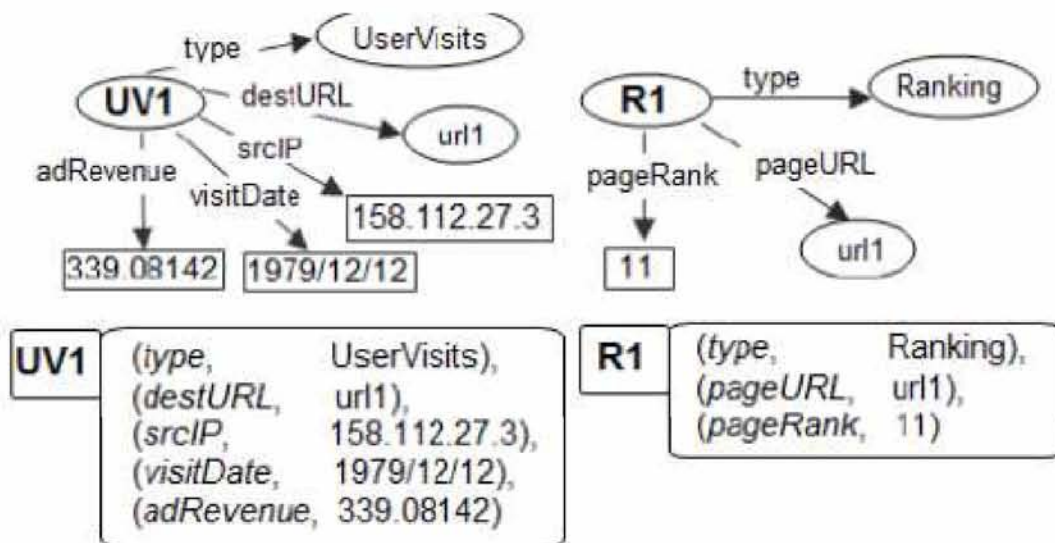 type
UserVisits
UV1
destURL
url1
srcIP
adRevenue
visitDate
158.112.27.3
339.08142
1979/12/12
R1
type
Ranking
pageRank
pageURL
11
url1
UV1
(type, UserVisits),
(destURL, url1),
(srcIP, 158.112.27.3),
(visitDate, 1979/12/12),
(adRevenue, 339.08142)
R1
(type, Ranking),
(pageURL, url1),
(pageRank, 11)